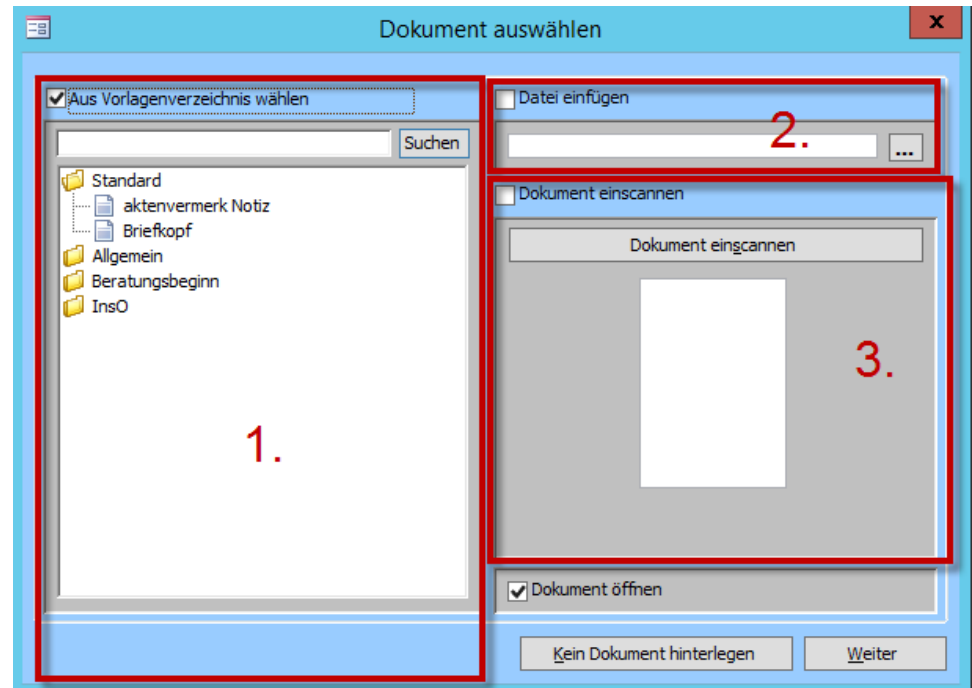 Dokument auswählen
x
Aus Vorlagenverzeichnis wählen
Suchen
Standard
aktenvermerk Notiz
Briefkopf
Allgemein
Beratungsbeginn
InsO
1.
Datei einfügen
2.
...
Dokument einscannen
Dokument einscannen
3.
Dokument öffnen
Kein Dokument hinterlegen
Weiter